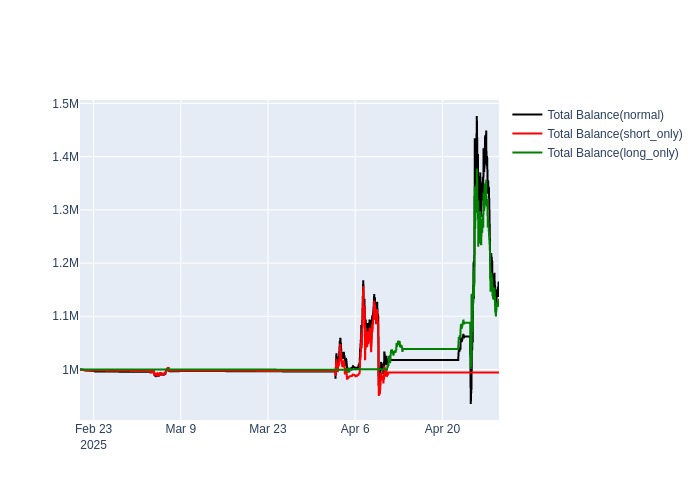 1.5M
1.4M
1.3M
1.2M
1.1M
1M
Feb 23
2025
Mar 9
Mar 23
Apr 6
Apr 20
Total Balance(normal)
Total Balance(short_only)
Total Balance(long_only)